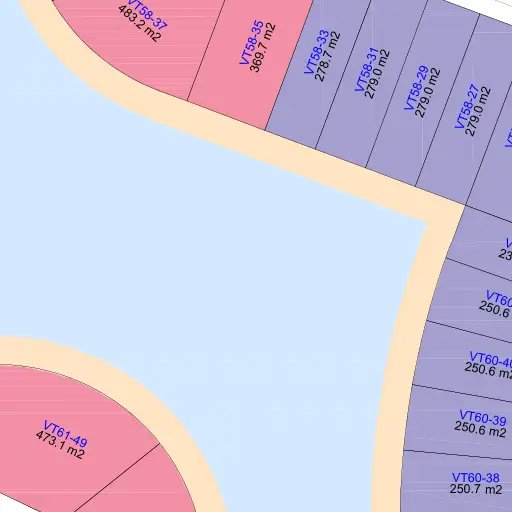 VT58-37
483.2 m2
VT58-35
369.7 m2
VT58-33
278.7 m2
VT58-31
279.0 m2
VT58-29
279.0 m2
VT58-27
279.0 m2
VT60-40
250.6 m2
VT60-39
250.6 m2
VT60-38
250.7 m2
VT61-49
473.1 m2